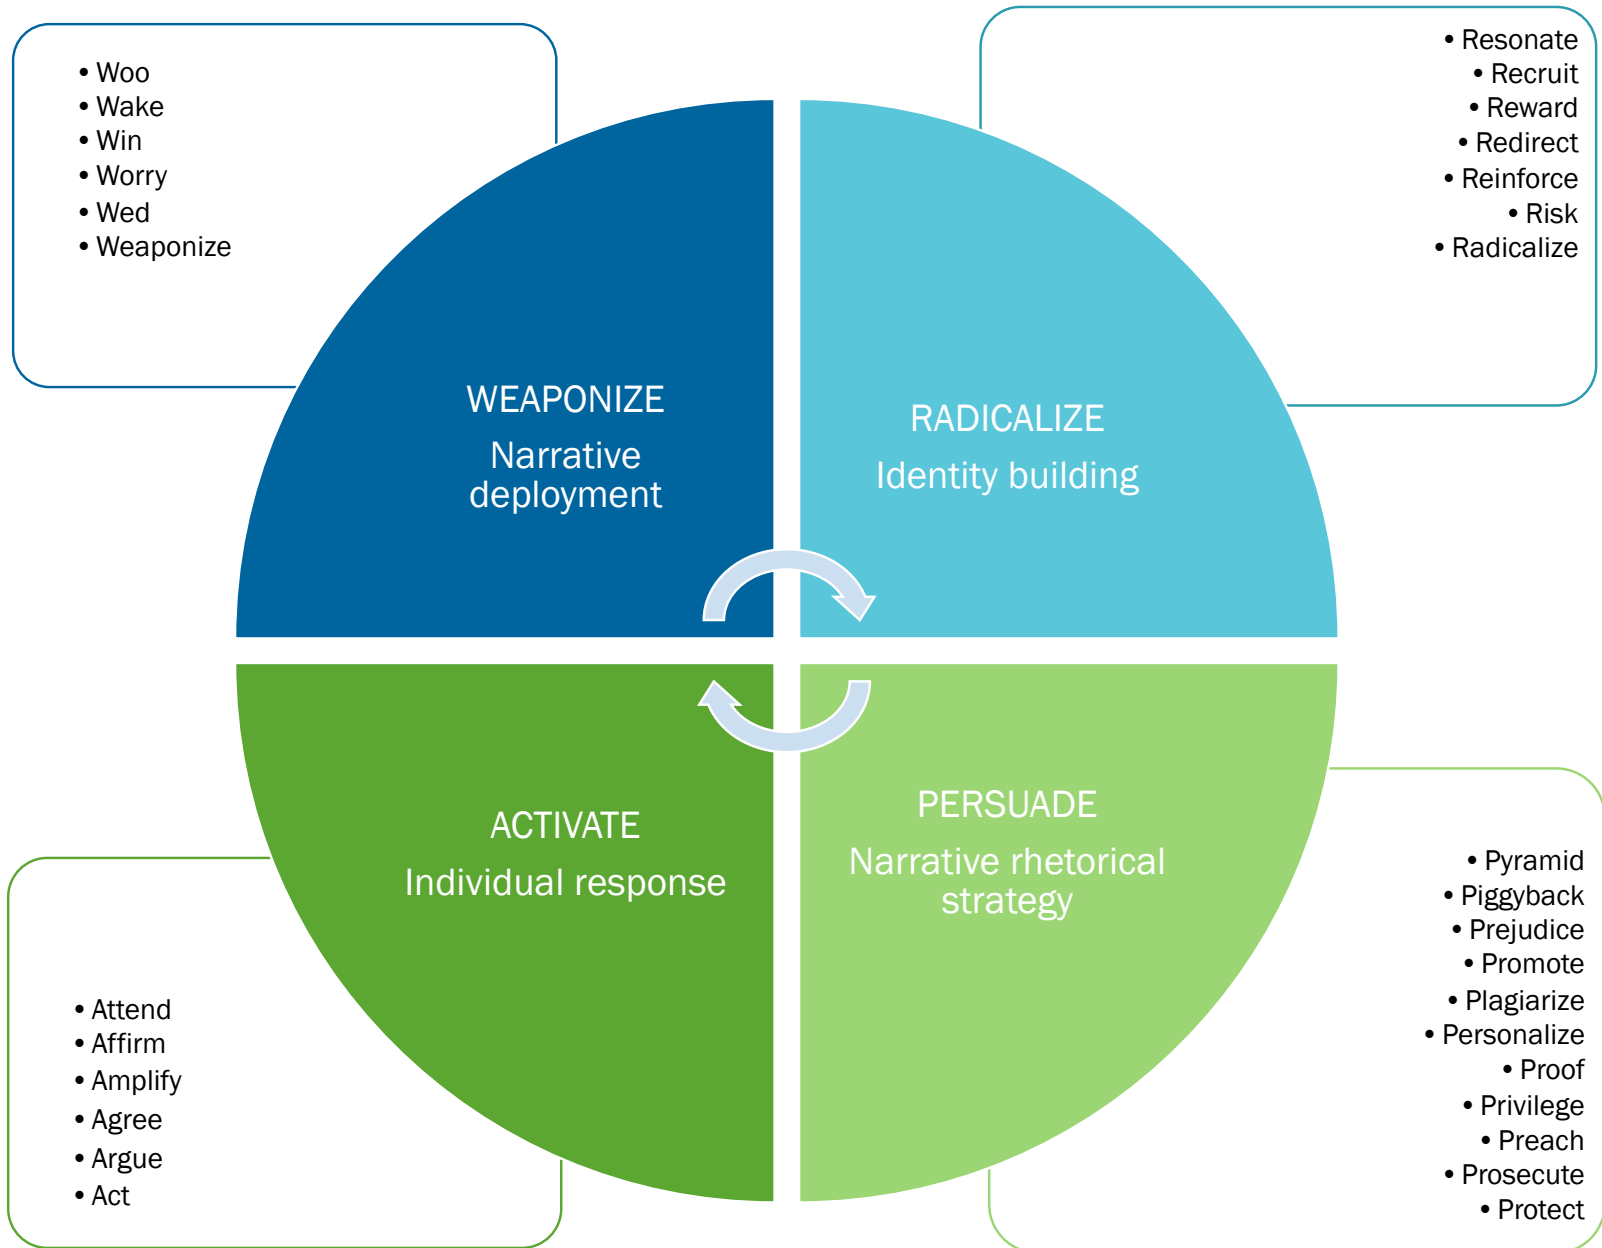 • Woo
• Wake
• Win
• Worry
• Wed
• Weaponize
• Resonate
• Recruit
• Reward
• Redirect
• Reinforce
• Risk
• Radicalize
WEAPONIZE
Narrative
deployment
RADICALIZE
Identity building
ACTIVATE
Individual response
PERSUADE
Narrative rhetorical
strategy
• Attend
• Affirm
• Amplify
• Agree
• Argue
• Act
• Pyramid
• Piggyback
• Prejudice
• Promote
• Plagiarize
• Personalize
• Proof
• Privilege
• Preach
• Prosecute
• Protect